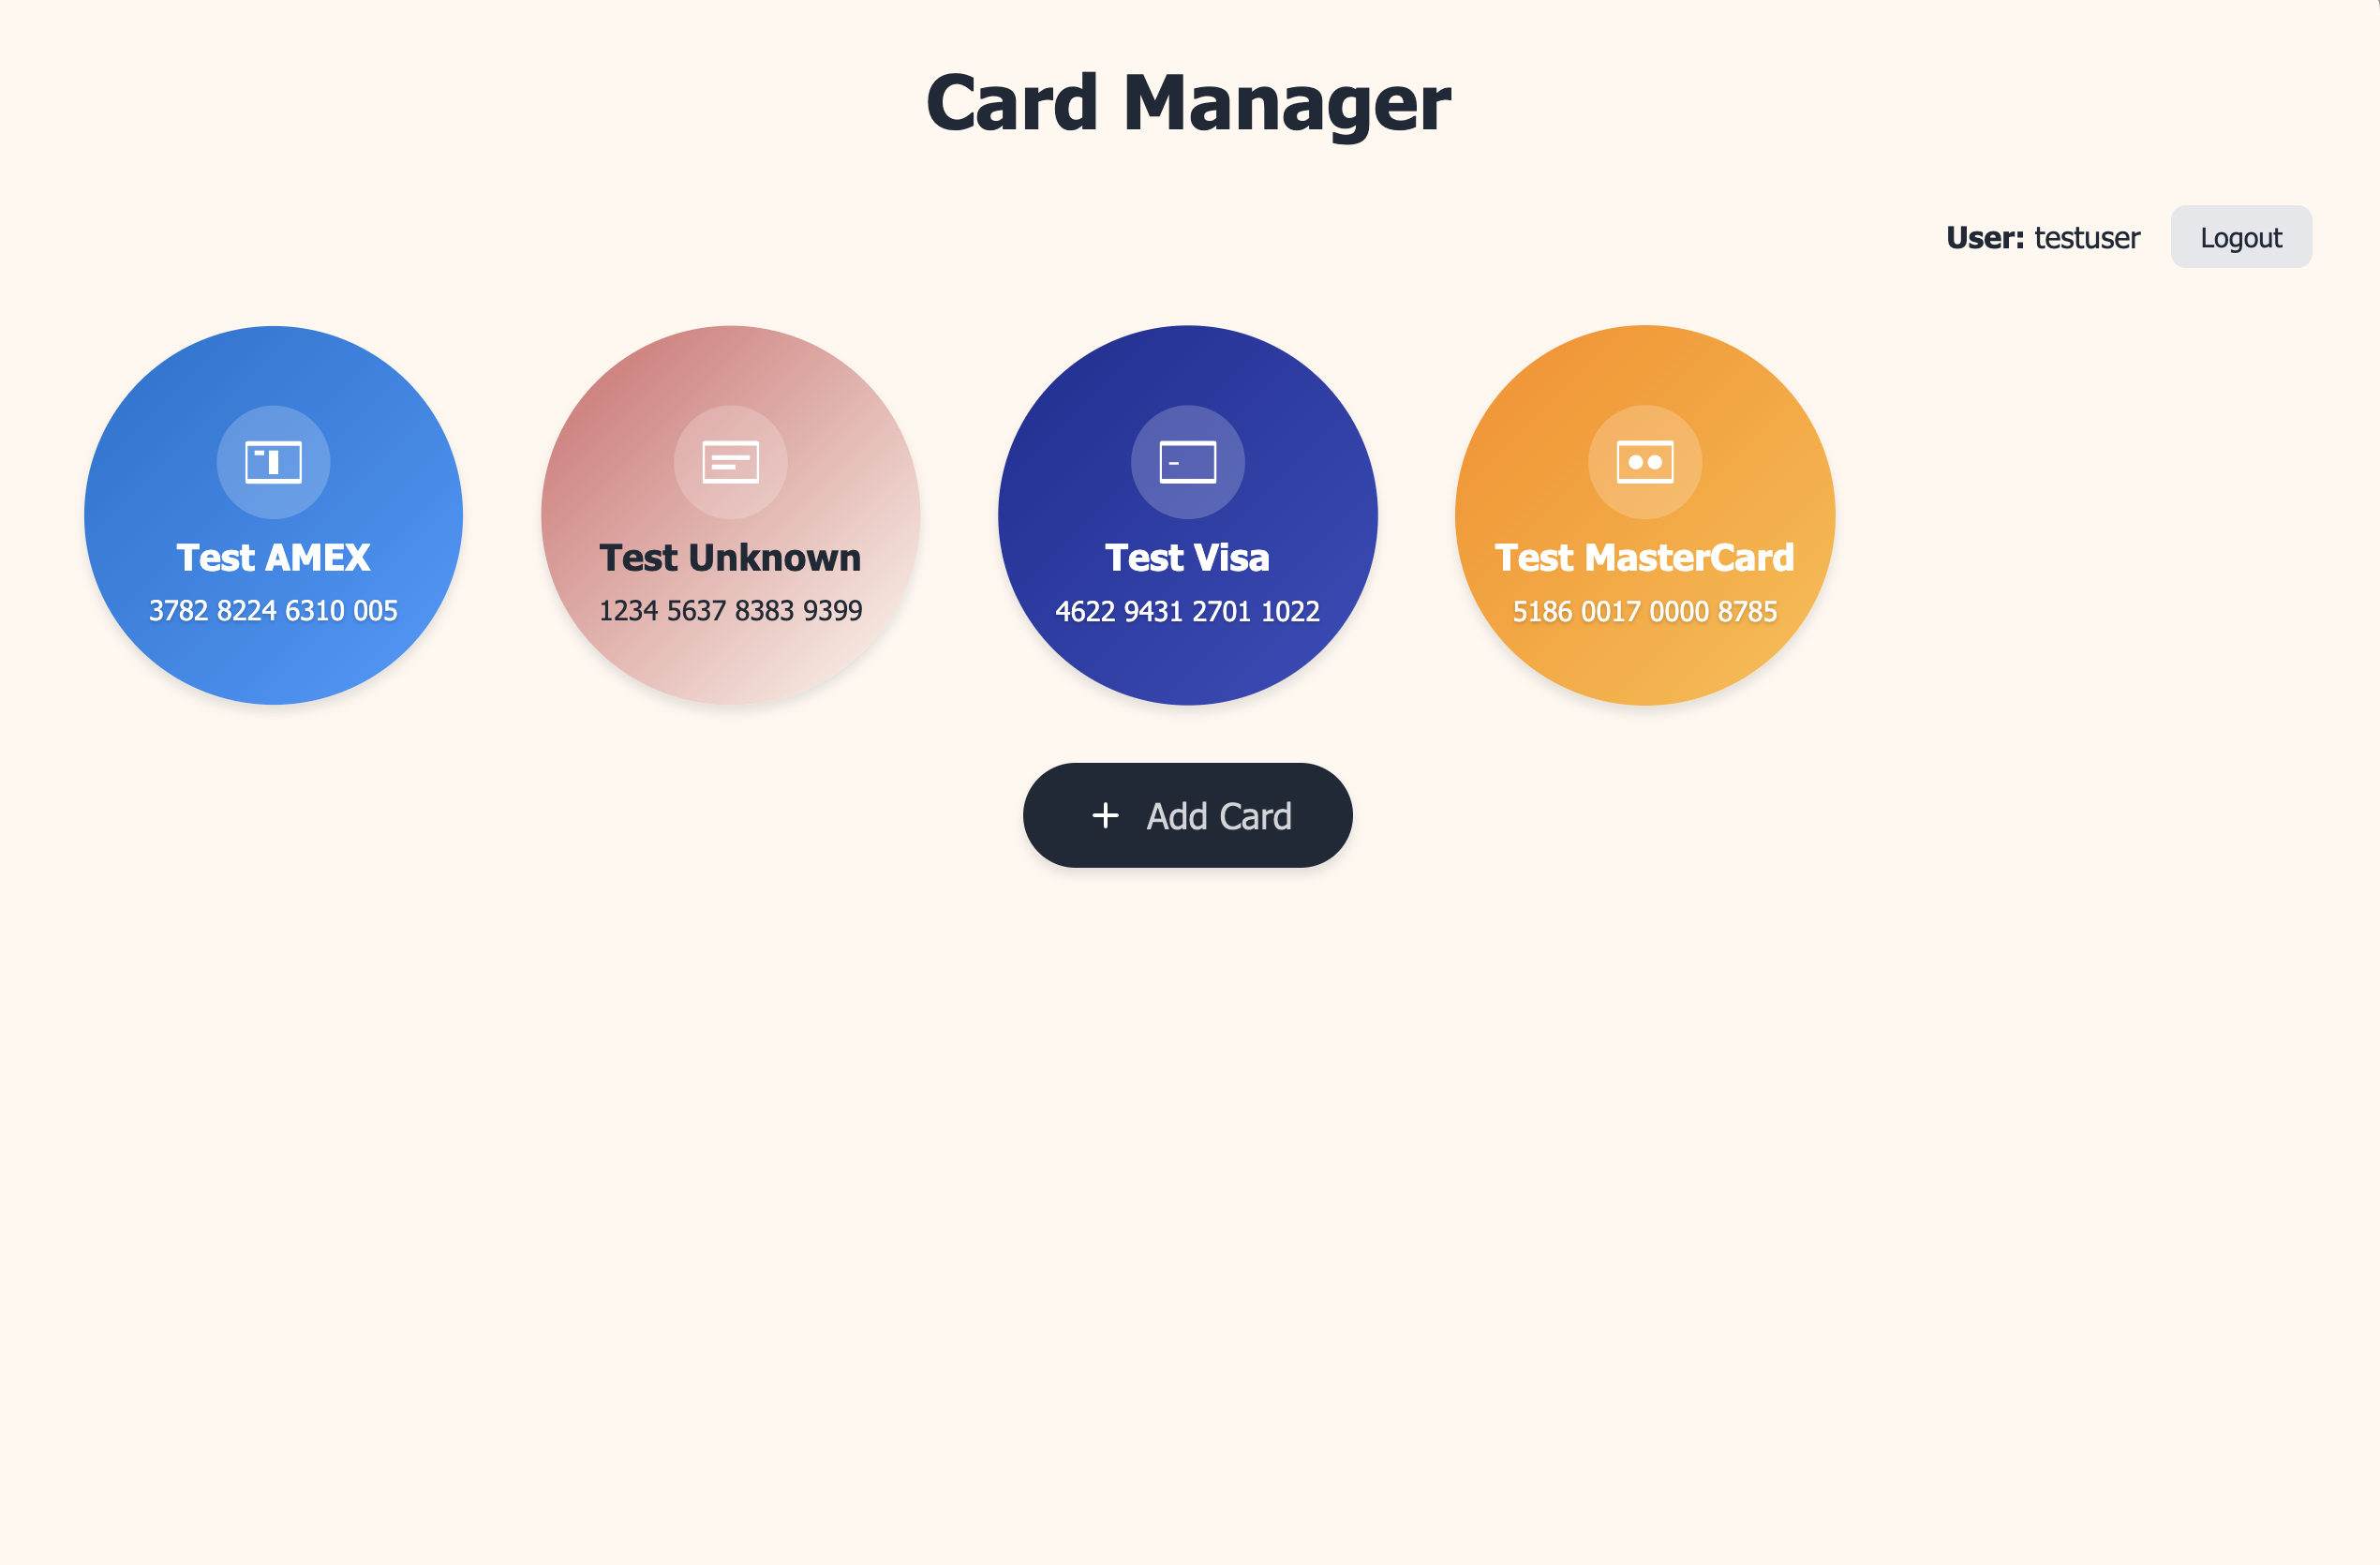 Card Manager
User: testuser
Logout
Test AMEX
3782 8224 6310 005
Test Unknown
1234 5637 8383 9399
Test Visa
4622 9431 2701 1022
Test MasterCard
5186 0017 0000 8785
+ Add Card